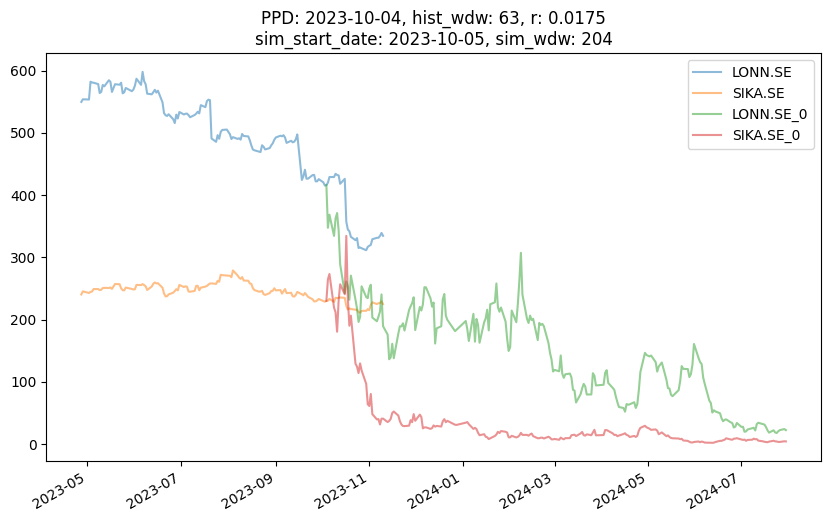 PPD: 2023-10-04, hist_wdw: 63, r: 0.0175
sim_start_date: 2023-10-05, sim_wdw: 204
LONN.SE
SIKA.SE
LONN.SE_0
SIKA.SE_0
600
500
400
300
200
100
0
2023-05
2023-07
2023-09
2023-11
2024-01
2024-03
2024-05
2024-07